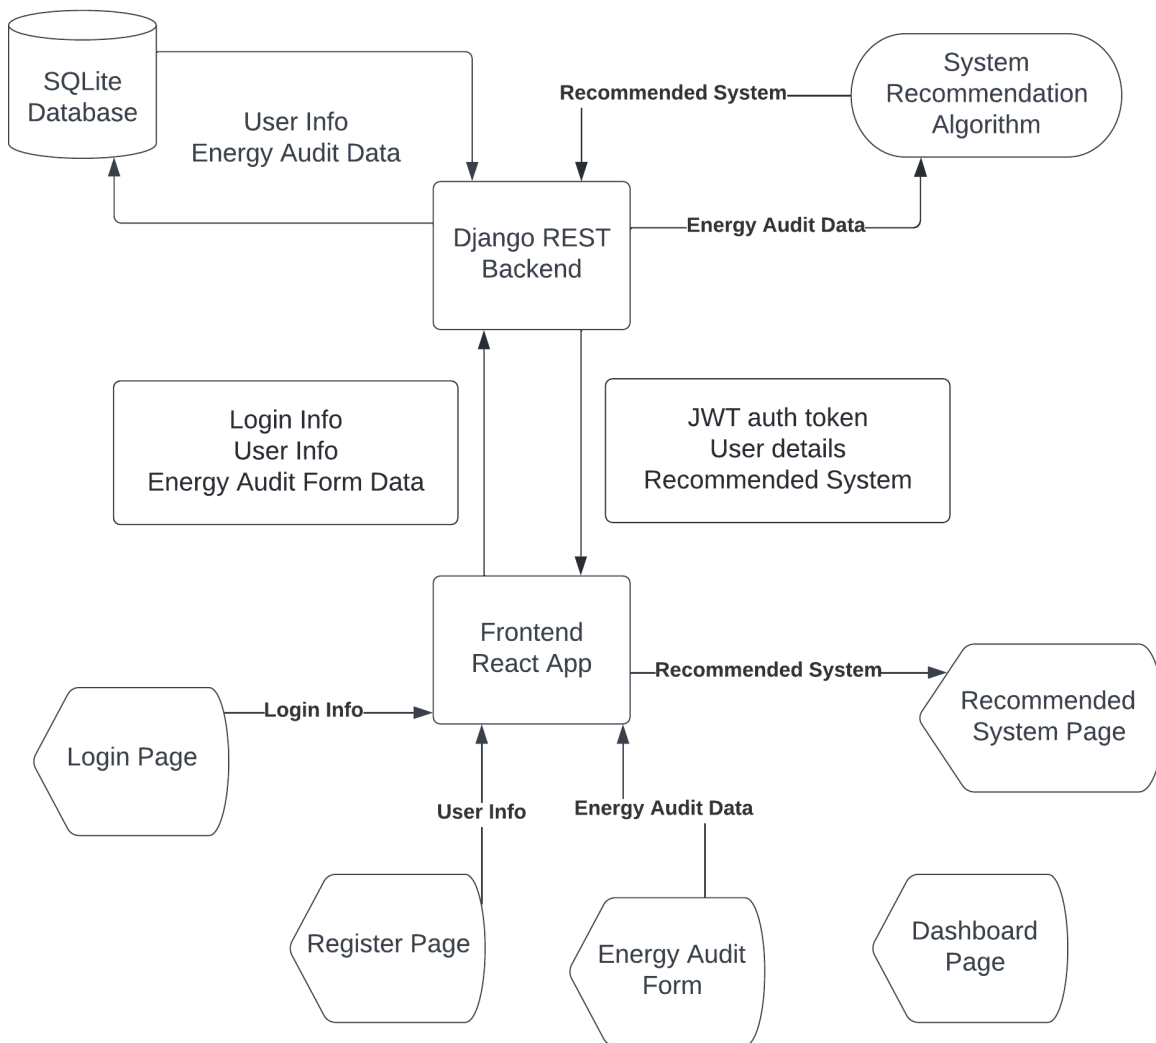 SQLite
Database
User Info
Energy Audit Data
Recommended System
System
Recommendation
Algorithm
Django REST
Backend
Energy Audit Data
Login Info
User Info
Energy Audit Form Data
JWT auth token
User details
Recommended System
Frontend
React App
Recommended System
Recommended
System Page
Login Info
Login Page
User Info
Energy Audit Data
Register Page
Energy Audit
Form
Dashboard
Page